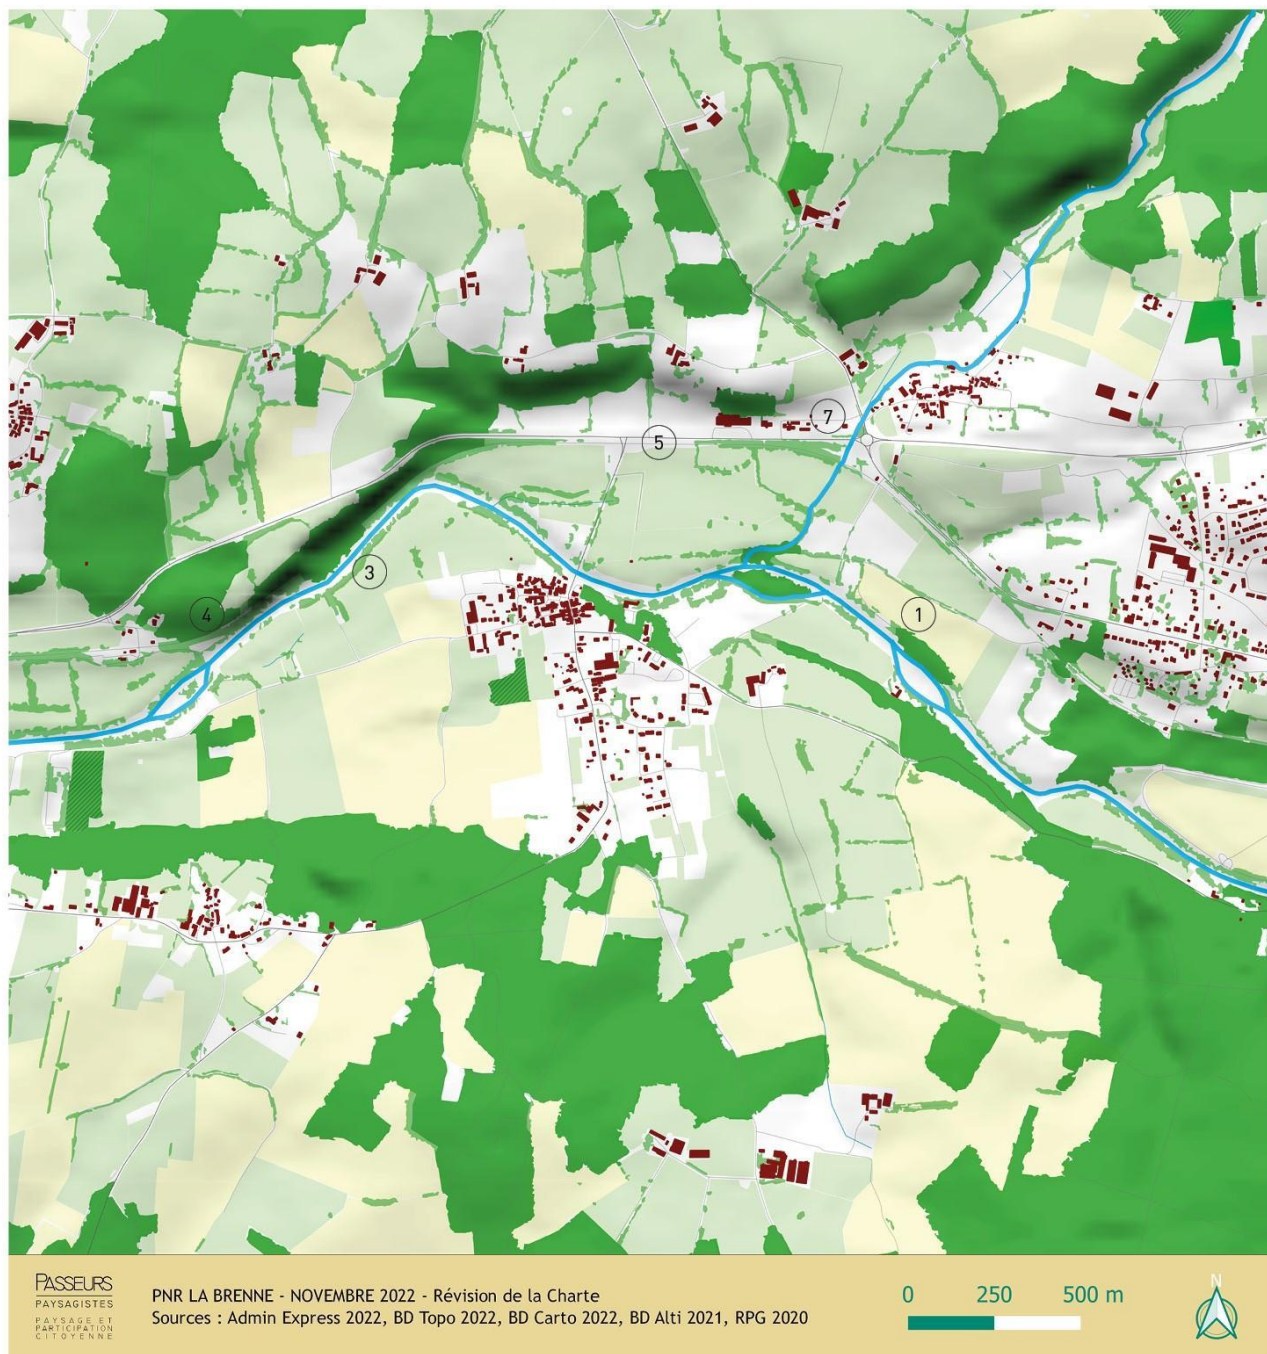 7
5
3
4
1
PASSEURS
PAYSAGISTES
PAYSAGE ET
PARTICIPATION
CITOYENNE
PNR LA BRENNE - NOVEMBRE 2022 - Révision de la Charte
Sources : Admin Express 2022, BD Topo 2022, BD Carto 2022, BD Alti 2021, RPG 2020
0 250 500 m
N